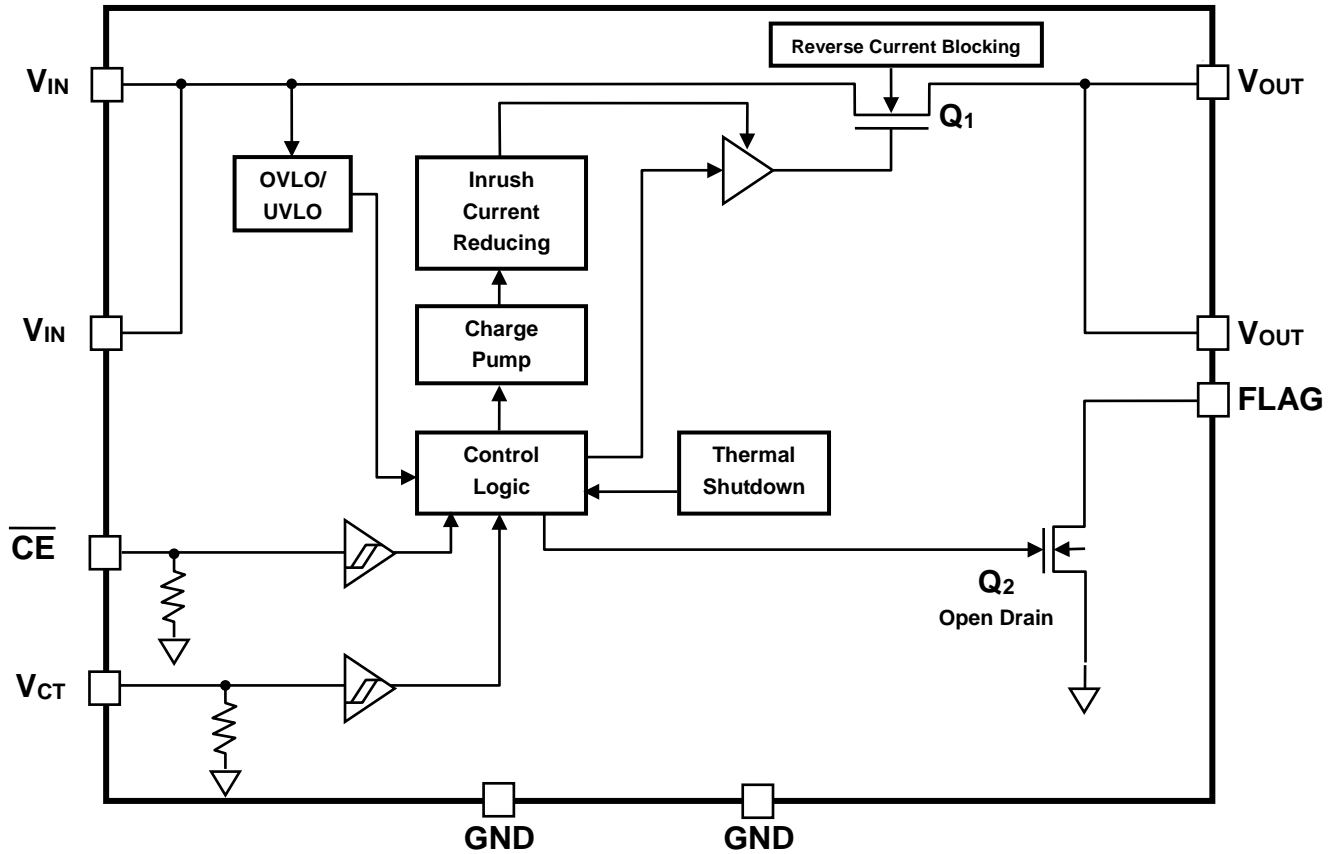 Reverse Current Blocking
VIN
VOUT
Q1
OVLO/
UVLO
Inrush
Current
Reducing
VIN
Charge
Pump
VOUT
FLAG
Control
Logic
Thermal
Shutdown
CE
Q2
Open Drain
VCT
GND
GND